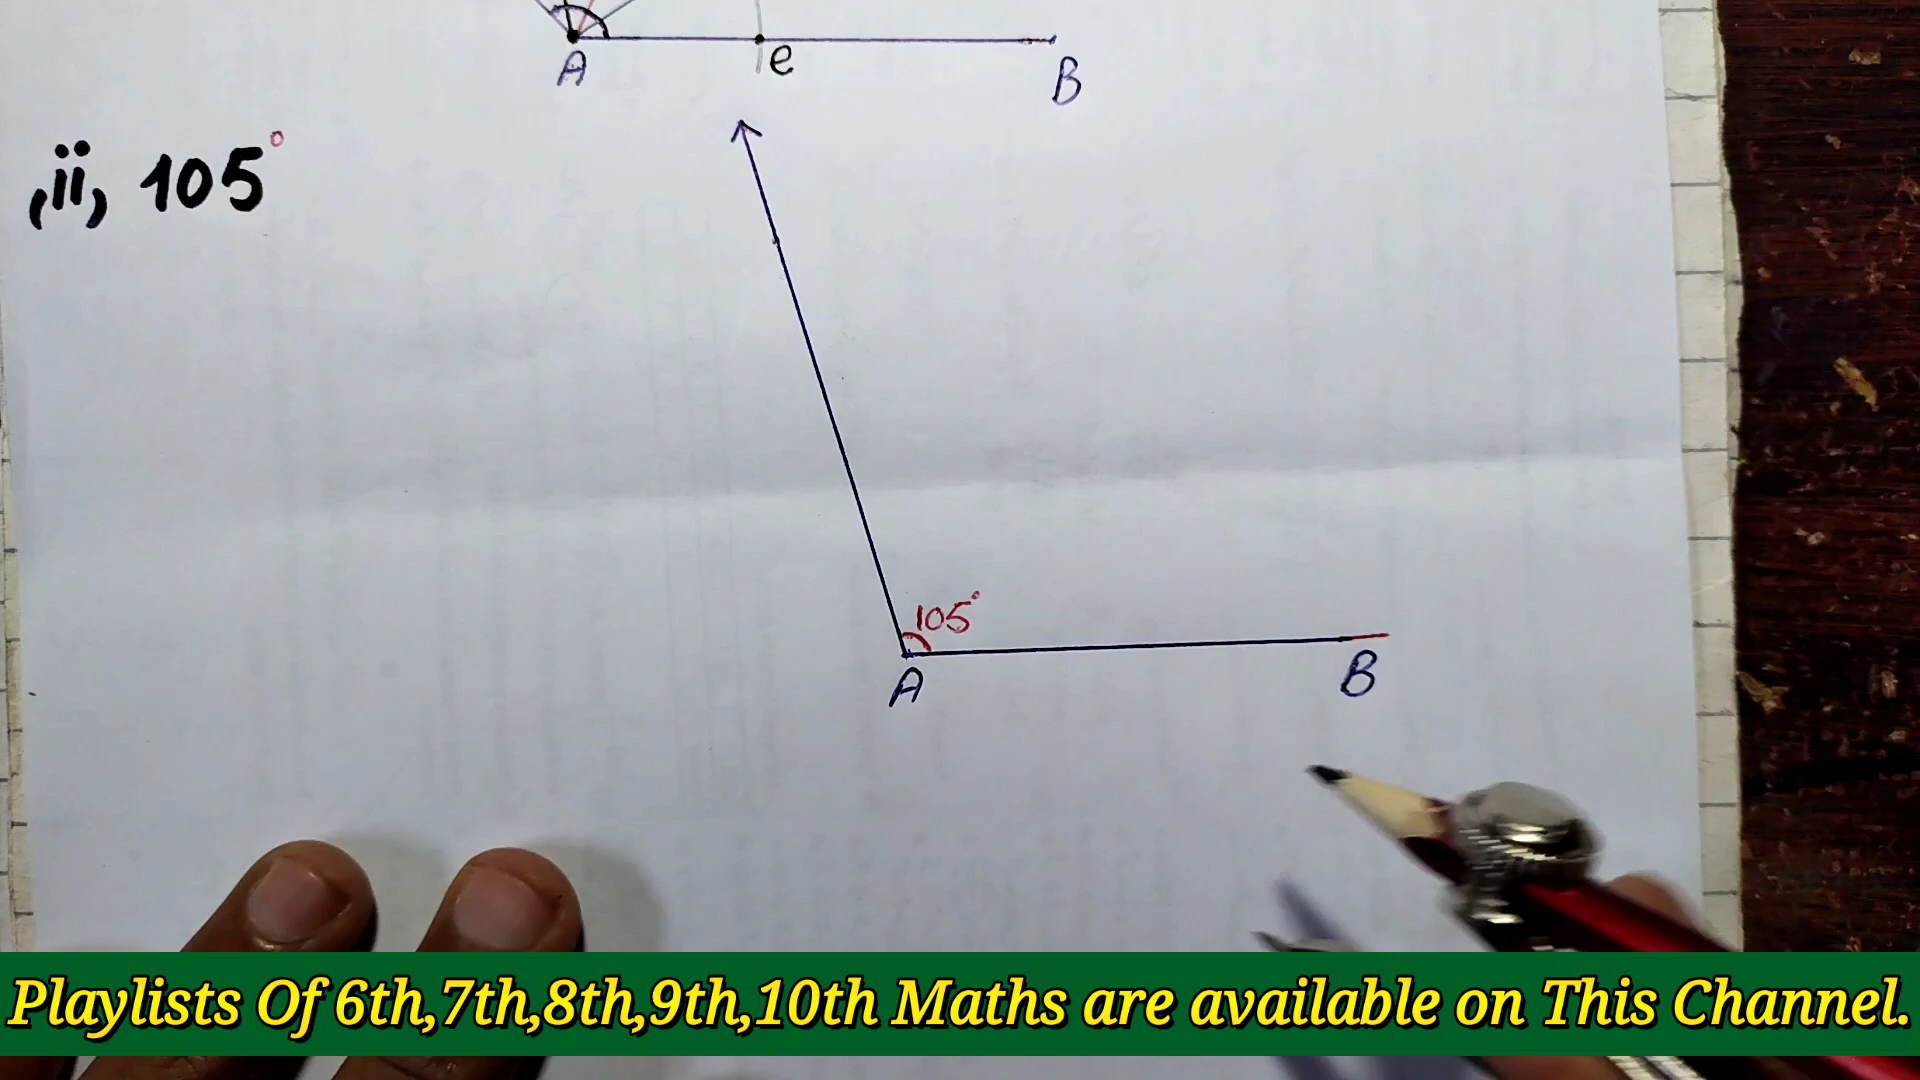 A e B
,ii, 105°
105°
A B
Playlists Of 6th,7th,8th,9th,10th Maths are available on This Channel.